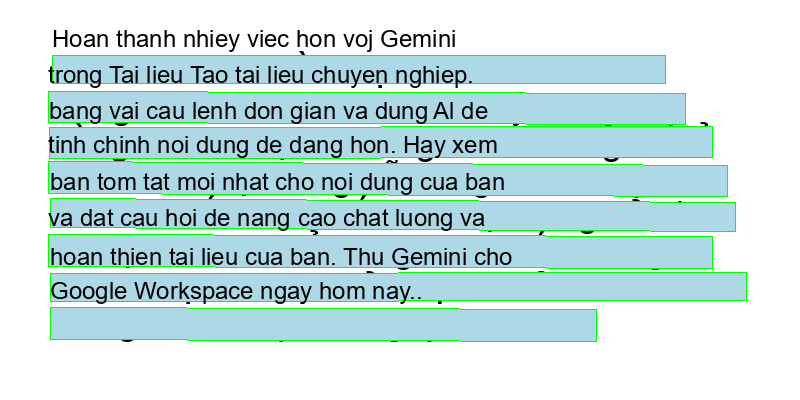 Hoan thanh nhiey viec hon voj Gemini
trong Tai lieu Tao tai lieu chuyen nghiep.
bang vai cau lenh don gian va dung AI de
tinh chinh noi dung de dang hon. Hay xem
ban tom tat moi nhat cho noi dung cua ban
va dat cau hoi de nang cao chat luong va
hoan thien tai lieu cua ban. Thu Gemini cho
Google Workspace ngay hom nay..